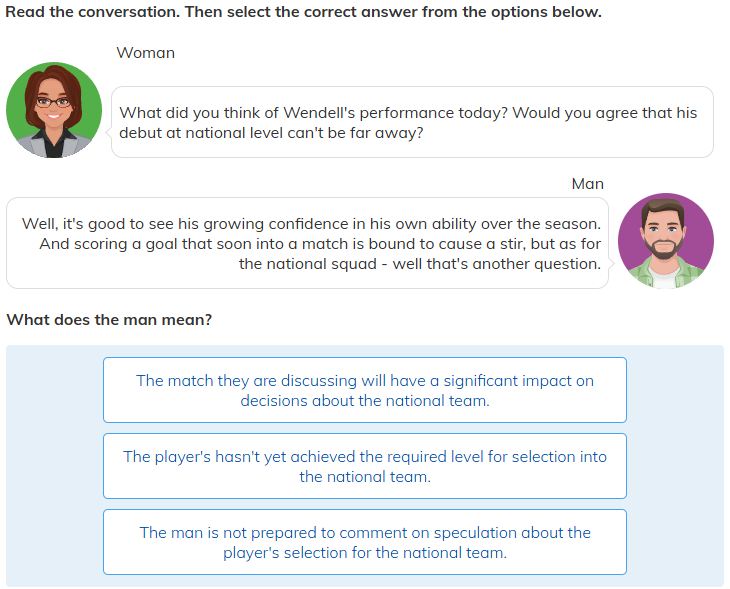 Read the conversation. Then select the correct answer from the options below.
Woman
What did you think of Wendell's performance today? Would you agree that his
debut at national level can't be far away?
Man
Well, it's good to see his growing confidence in his own ability over the season.
And scoring a goal that soon into a match is bound to cause a stir, but as for
the national squad - well that's another question.
What does the man mean?
The match they are discussing will have a significant impact on
decisions about the national team.
The player's hasn't yet achieved the required level for selection into
the national team.
The man is not prepared to comment on speculation about the
player's selection for the national team.